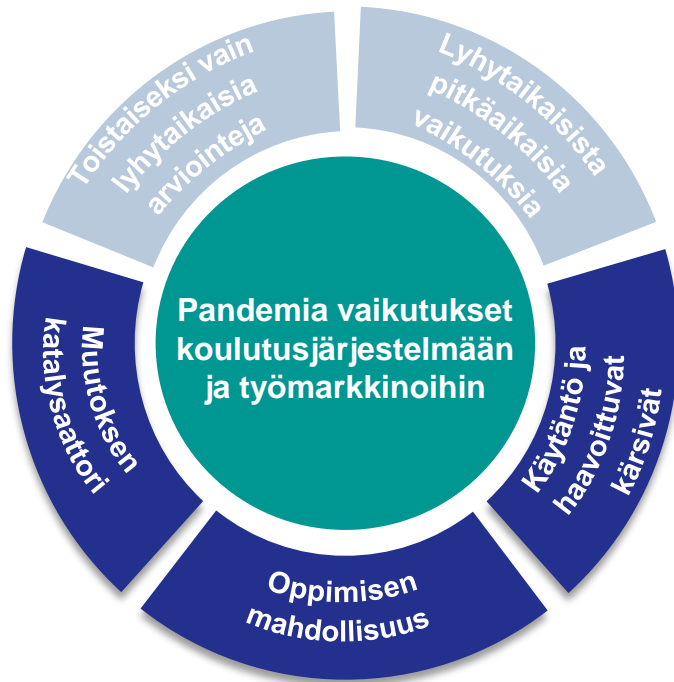 Toistaiseksi vain
lyhytaikaisia
arviointeja
Lyhytaikaisista
pitkäaikaisia
vaikutuksia
Pandemia vaikutukset
koulutusjärjestelmään
ja työmarkkinoihin
Muutoksen
katalysaattori
Käytäntö ja
haavoittuvat
kärsivät
Oppimisen
mahdollisuus